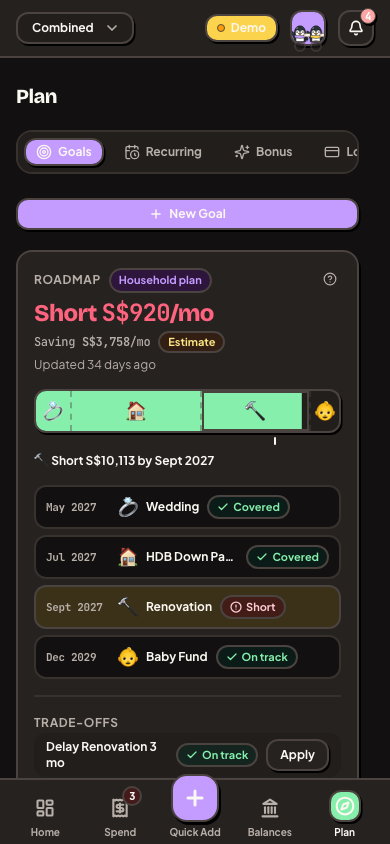 Combined
Demo
4
Plan
Goals
Recurring
Bonus
Lo
+ New Goal
ROADMAP
Household plan
Short S$920/mo
Saving S$3,758/mo
Estimate
Updated 34 days ago
Short S$10,113 by Sept 2027
May 2027
Wedding
Covered
Jul 2027
HDB Down Pa...
Covered
Sept 2027
Renovation
Short
Dec 2029
Baby Fund
On track
TRADE-OFFS
Delay Renovation 3
mo
On track
Apply
3
Home
Spend
Quick Add
Balances
Plan